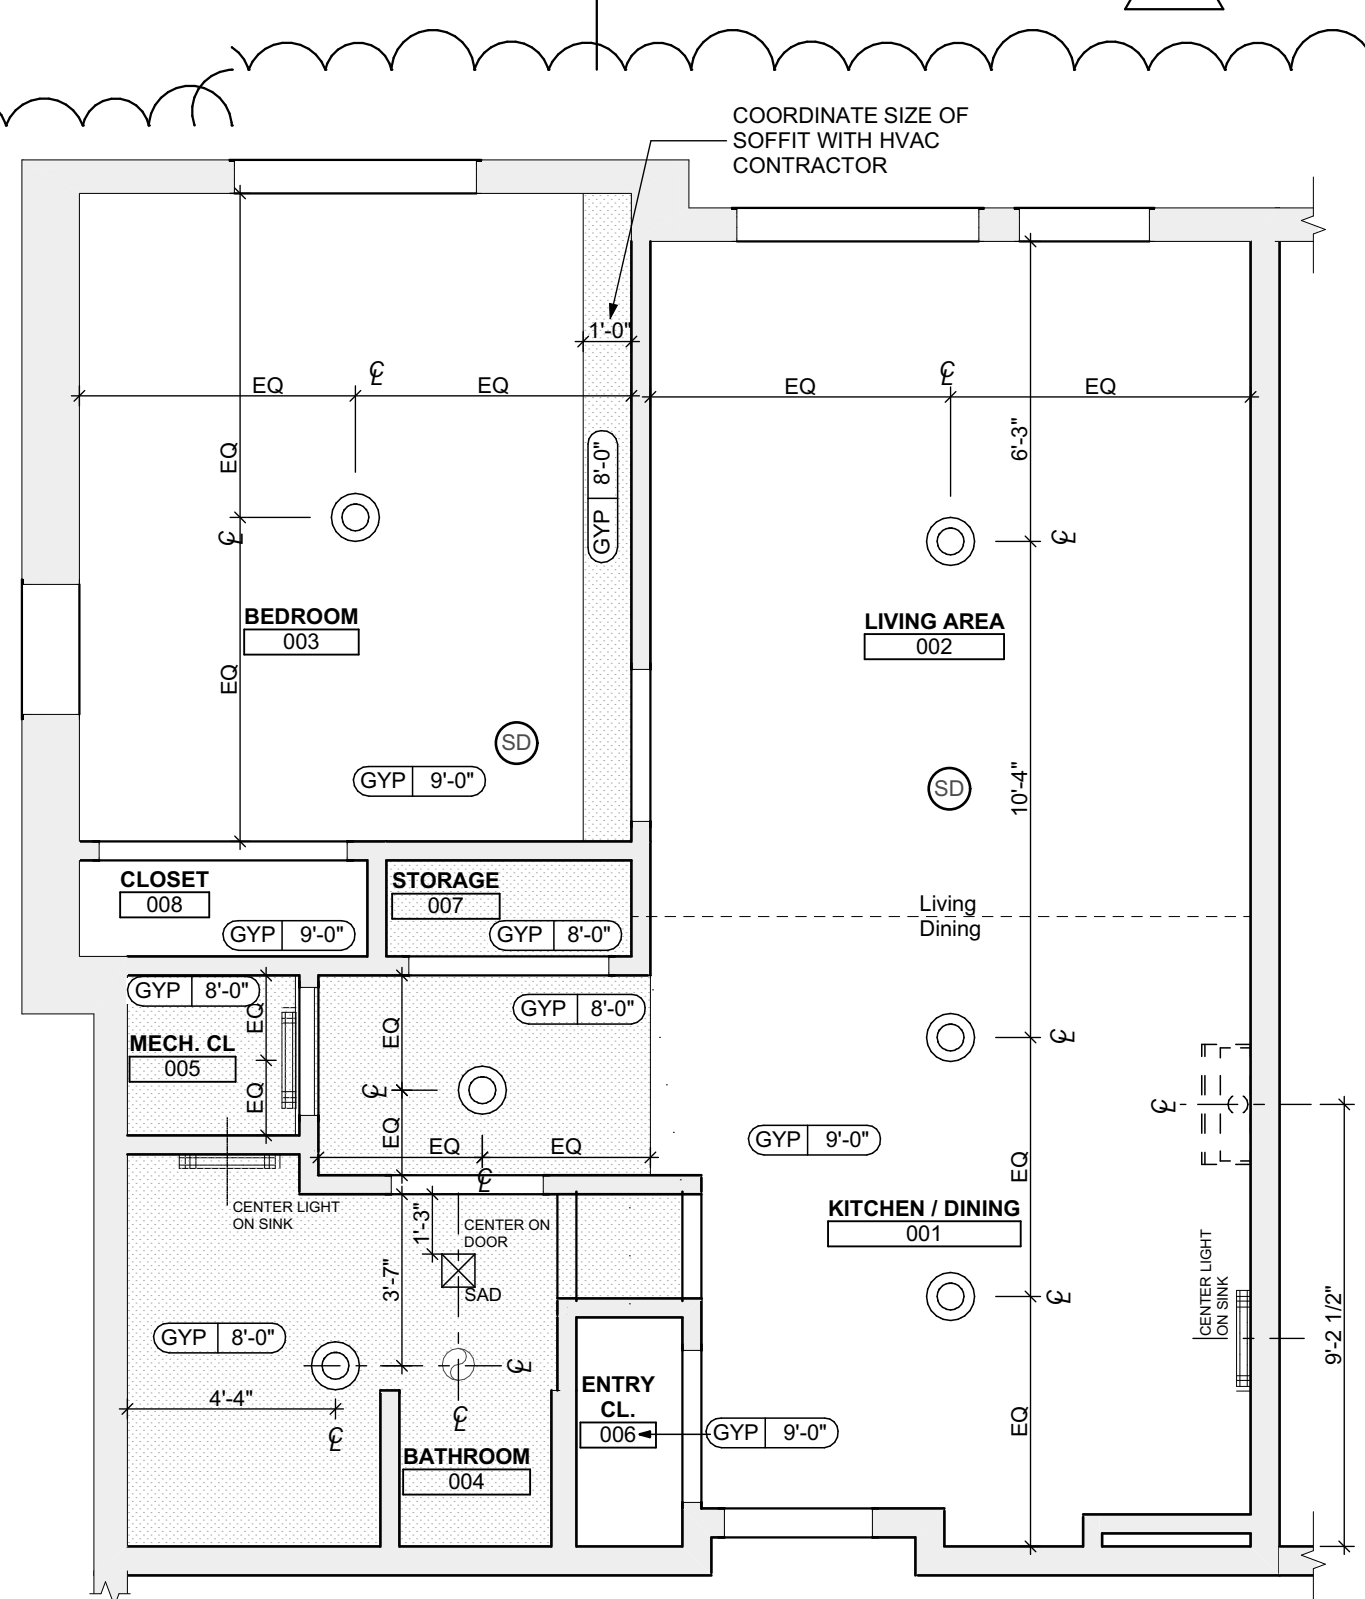 COORDINATE SIZE OF
SOFFIT WITH HVAC
CONTRACTOR
1'-0"
℄
EQ
EQ
℄
EQ
EQ
EQ
6'-3"
GYP 8'-0"
℄
℄
BEDROOM
003
LIVING AREA
002
EQ
SD
GYP 9'-0"
SD
10'-4"
CLOSET
008
GYP 9'-0"
STORAGE
007
GYP 8'-0"
Living
Dining
GYP 8'-0"
EQ
MECH. CL
005
EQ
GYP 8'-0"
EQ
℄
EQ
EQ
EQ
℄
℄
℄
GYP 9'-0"
EQ
CENTER LIGHT
ON SINK
1'-3"
CENTER ON
DOOR
3'-7"
SAD
KITCHEN / DINING
001
CENTER LIGHT
ON SINK
℄
9'-2 1/2"
GYP 8'-0"
℄
4'-4"
℄
℄
ENTRY
CL.
006
GYP 9'-0"
EQ
BATHROOM
004